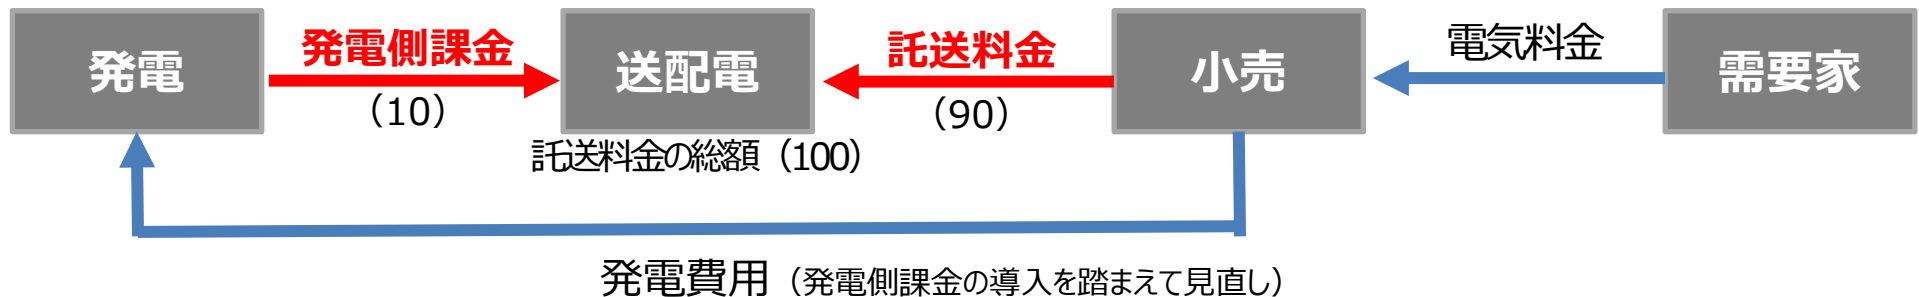 発電
発電側課金
(10)
送配電
託送料金の総額（100）
託送料金
（90）
小売
電気料金
需要家
発電費用（発電側課金の導入を踏まえて見直し）